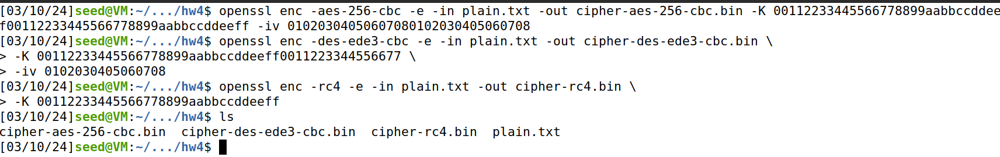 [03/10/24]seed@VM:~/.../hw4$ openssl enc -aes-256-cbc -e -in plain.txt -out cipher-aes-256-cbc.bin -K 00112233445566778899aabbccddee
f00112233445566778899aabbccddeeff -iv 01020304050607080102030405060708
[03/10/24]seed@VM:~/.../hw4$ openssl enc -des-ede3-cbc -e -in plain.txt -out cipher-des-ede3-cbc.bin \
> -K 00112233445566778899aabbccddeeff0011223344556677 \
> -iv 0102030405060708
[03/10/24]seed@VM:~/.../hw4$ openssl enc -rc4 -e -in plain.txt -out cipher-rc4.bin \
> -K 00112233445566778899aabbccddeeff
[03/10/24]seed@VM:~/.../hw4$ ls
cipher-aes-256-cbc.bin  cipher-des-ede3-cbc.bin  cipher-rc4.bin  plain.txt
[03/10/24]seed@VM:~/.../hw4$